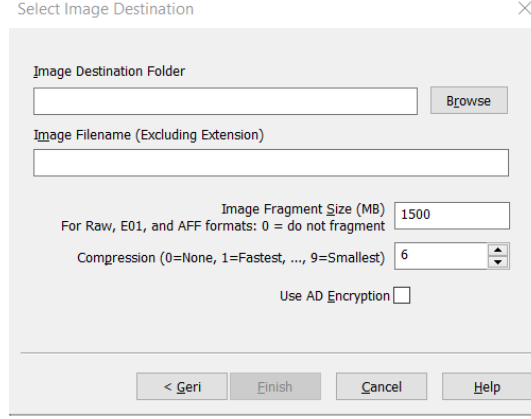 Select Image Destination
Image Destination Folder
Browse
Image Filename (Excluding Extension)
Image Fragment Size (MB)
1500
For Raw, E01, and AFF formats: 0 = do not fragment
Compression (0=None, 1=Fastest, ..., 9=Smallest)
6
Use AD Encryption
< Geri
Finish
Cancel
Help